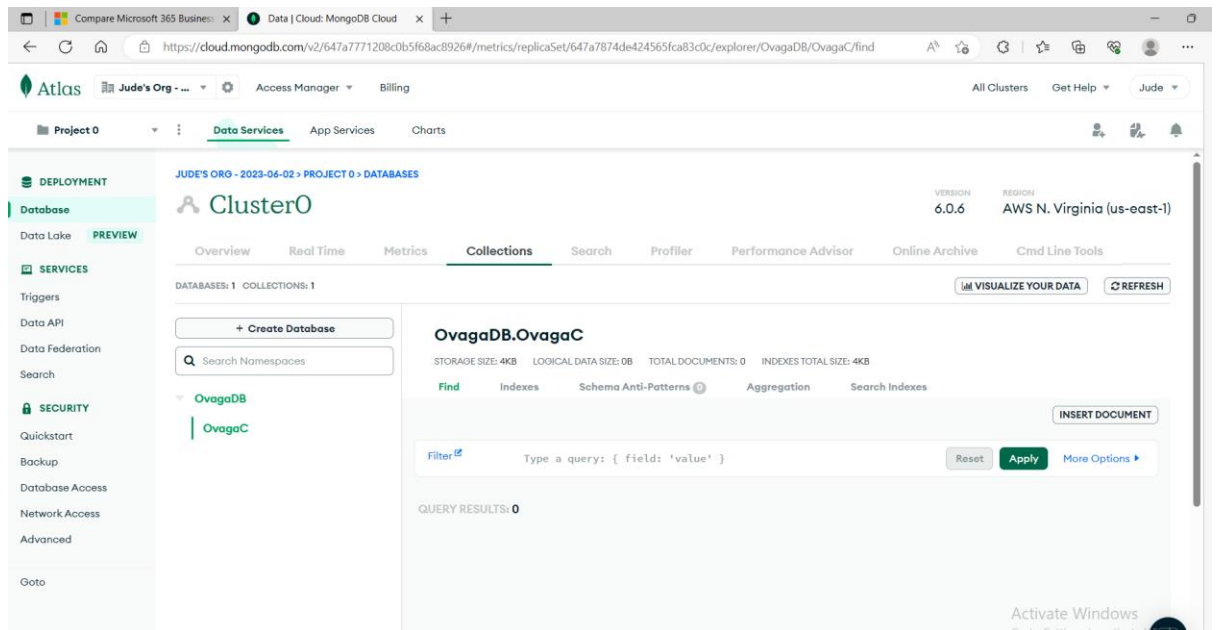 Compare Microsoft 365 Business
Data | Cloud: MongoDB Cloud
https://cloud.mongodb.com/v2/647a7771208c0b5f68ac8926#/metrics/replicaSet/647a7874de424565fca83c0c/explorer/OvagaDB/OvagaC/find
Atlas
Jude's Org - ...
Access Manager
Billing
All Clusters
Get Help
Jude
Project 0
Data Services
App Services
Charts
DEPLOYMENT
Database
Data Lake PREVIEW
SERVICES
Triggers
Data API
Data Federation
Search
SECURITY
Quickstart
Backup
Database Access
Network Access
Advanced
Goto
JUDE'S ORG - 2023-06-02 > PROJECT 0 > DATABASES
Cluster0
VERSION
6.0.6
REGION
AWS N. Virginia (us-east-1)
Overview Real Time Metrics Collections Search Profiler Performance Advisor Online Archive Cmd Line Tools
DATABASES: 1 COLLECTIONS: 1
VISUALIZE YOUR DATA
REFRESH
+ Create Database
Search Namespaces
OvagaDB
OvagaC
OvagaDB.OvagaC
STORAGE SIZE: 4KB LOGICAL DATA SIZE: 0B TOTAL DOCUMENTS: 0 INDEXES TOTAL SIZE: 4KB
Find Indexes Schema Anti-Patterns 0 Aggregation Search Indexes
INSERT DOCUMENT
Filter
Type a query: { field: 'value' }
Reset
Apply
More Options
QUERY RESULTS: 0
Activate Windows